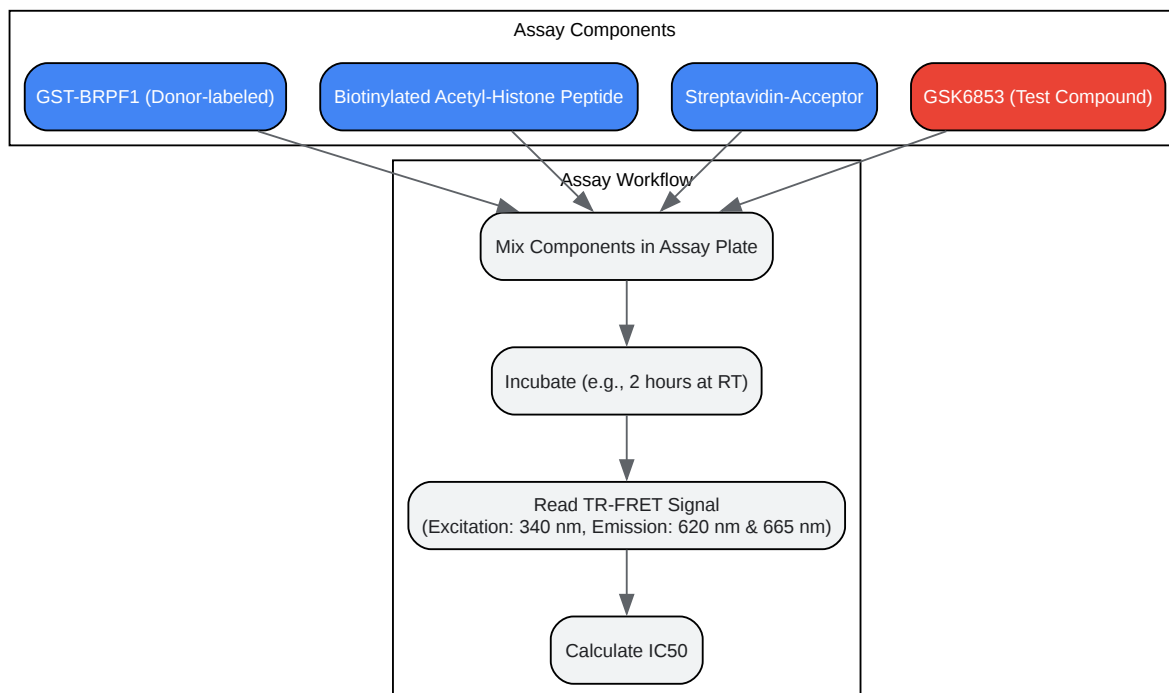 Assay Components
GST-BRPF1 (Donor-labeled)
Biotinylated Acetyl-Histone Peptide
Streptavidin-Acceptor
GSK6853 (Test Compound)
Assay Workflow
Mix Components in Assay Plate
Incubate (e.g., 2 hours at RT)
Read TR-FRET Signal
(Excitation: 340 nm, Emission: 620 nm & 665 nm)
Calculate IC50